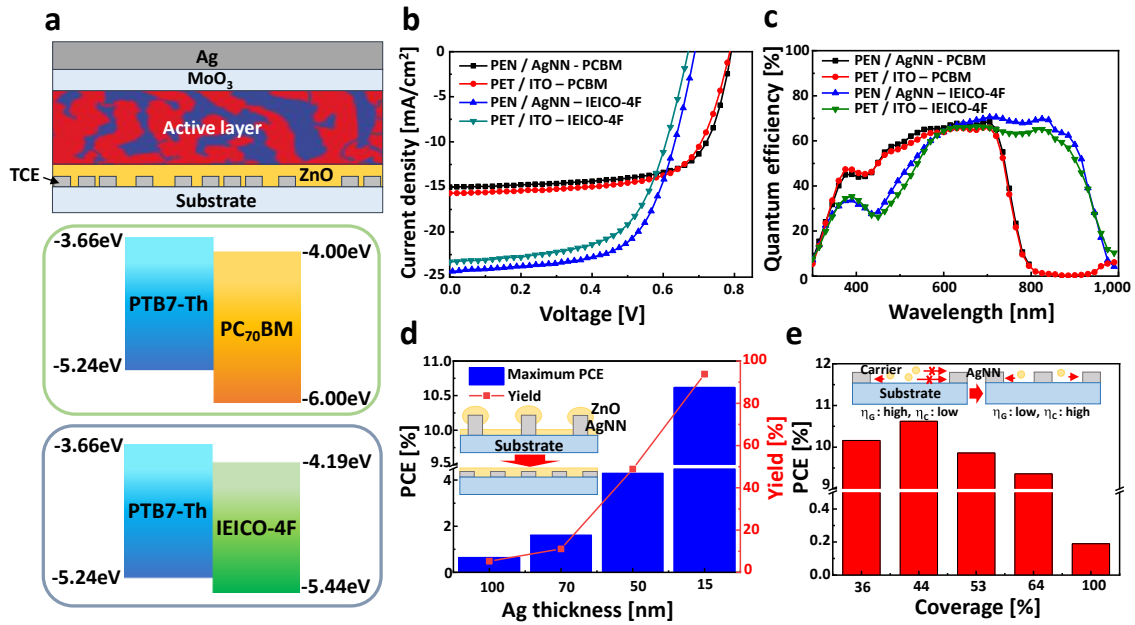 a
Ag
MoO3
Active layer
TCE
ZnO
Substrate
-3.66eV
-4.00eV
PTB7-Th
PC70BM
-5.24eV
-6.00eV
-3.66eV
-4.19eV
PTB7-Th
IEICO-4F
-5.24eV
-5.44eV
b
PEN / AgNN - PCBM
PET / ITO – PCBM
PEN / AgNN – IEICO-4F
PET / ITO – IEICO-4F
Current density [mA/cm2]
0
-5
-10
-15
-20
-25
0.0 0.2 0.4 0.6 0.8
Voltage [V]
c
PEN / AgNN - PCBM
PET / ITO – PCBM
PEN / AgNN – IEICO-4F
PET / ITO – IEICO-4F
Quantum efficiency [%]
100
80
60
40
20
0
400 600 800 1,000
Wavelength [nm]
d
Maximum PCE
Yield
ZnO
AgNN
Substrate
PCE [%]
11.0
10.5
10.0
9.5
4
2
0
Yield [%]
100
80
60
40
20
0
100 70 50 15
Ag thickness [nm]
e
Carrier
AgNN
Substrate
ηG : high, ηC : low
ηG : low, ηC : high
PCE [%]
12
11
10
9
0.4
0.2
0.0
36 44 53 64 100
Coverage [%]